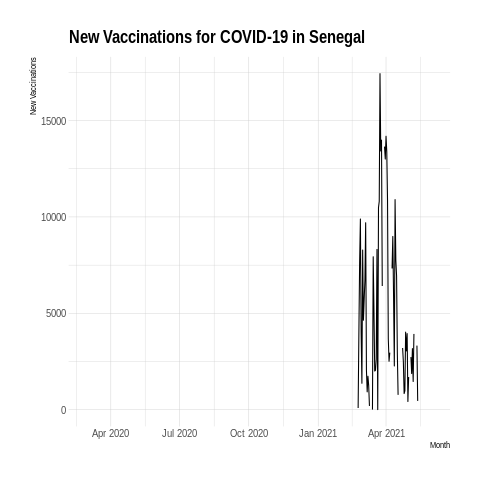 New Vaccinations for COVID-19 in Senegal
New Vaccinations
15000
10000
5000
0
Apr 2020 Jul 2020 Oct 2020 Jan 2021 Apr 2021
Month